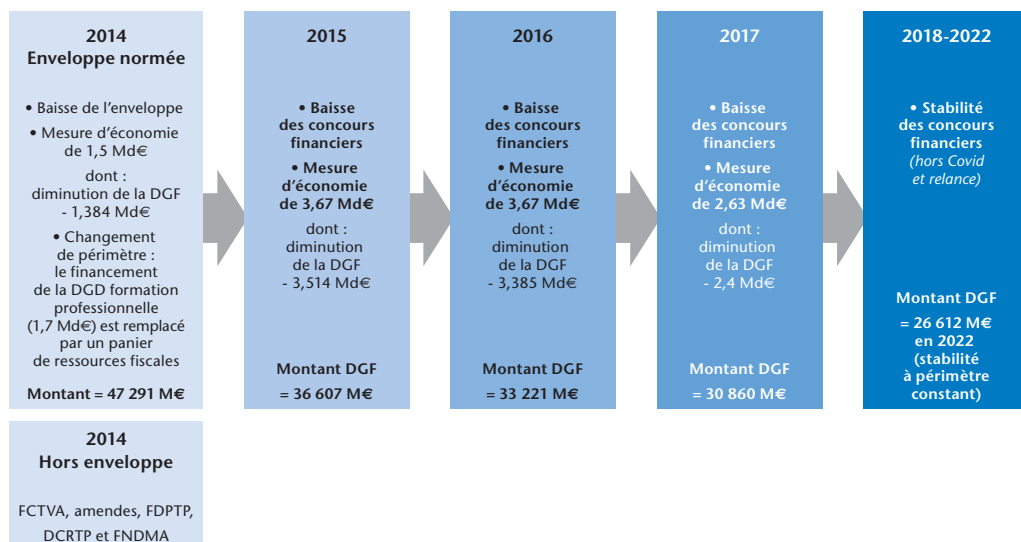 2014
Enveloppe normée
• Baisse de l'enveloppe
• Mesure d'économie
de 1,5 Md€
dont :
diminution de la DGF
- 1,384 Md€
• Changement
de périmètre :
le financement
de la DGD formation
professionnelle
(1,7 Md€) est remplacé
par un panier
de ressources fiscales
Montant = 47 291 M€
2014
Hors enveloppe
FCTVA, amendes, FDPTP,
DCRTP et FNDMA
2015
• Baisse
des concours
financiers
• Mesure
d'économie
de 3,67 Md€
dont :
diminution
de la DGF
- 3,514 Md€
Montant DGF
= 36 607 M€
2016
• Baisse
des concours
financiers
• Mesure
d'économie
de 3,67 Md€
dont :
diminution
de la DGF
- 3,385 Md€
Montant DGF
= 33 221 M€
2017
• Baisse
des concours
financiers
• Mesure
d'économie
de 2,63 Md€
dont :
diminution
de la DGF
- 2,4 Md€
Montant DGF
= 30 860 M€
2018-2022
• Stabilité
des concours
financiers
(hors Covid
et relance)
Montant DGF
= 26 612 M€
en 2022
(stabilité
à périmètre
constant)